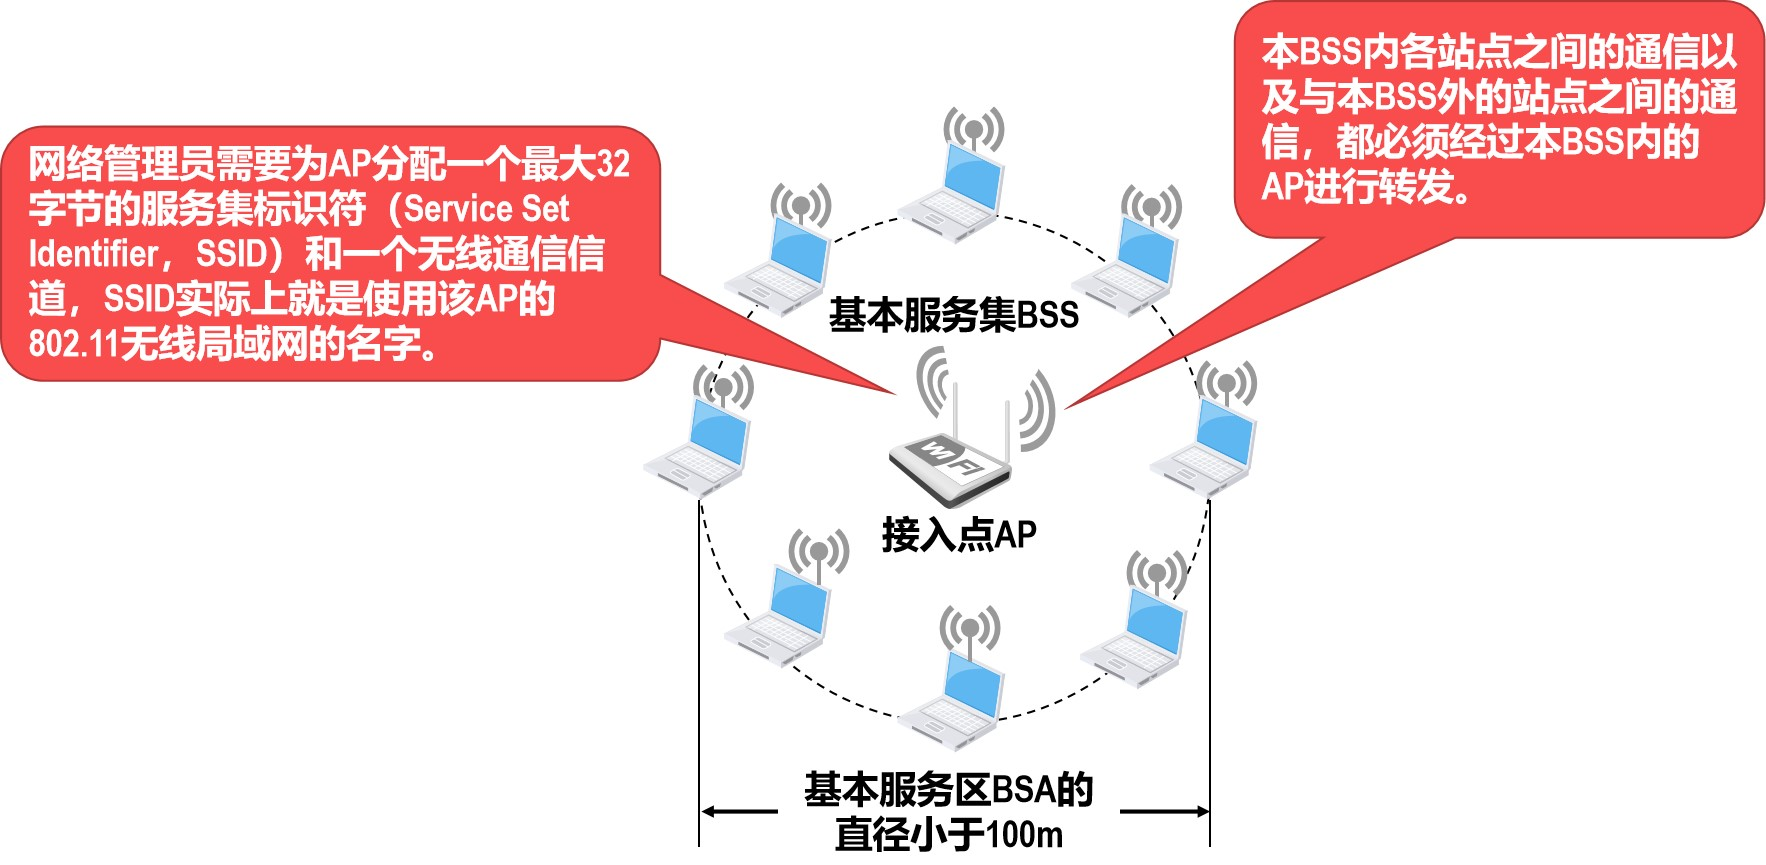 本BSS内各站点之间的通信以
及与本BSS外的站点之间的通
信，都必须经过本BSS内的
AP进行转发。
网络管理员需要为AP分配一个最大32
字节的服务集标识符（Service Set
Identifier，SSID）和一个无线通信信
道，SSID实际上就是使用该AP的
802.11无线局域网的名字。
基本服务集BSS
WiFi
接入点AP
基本服务区BSA的
直径小于100m